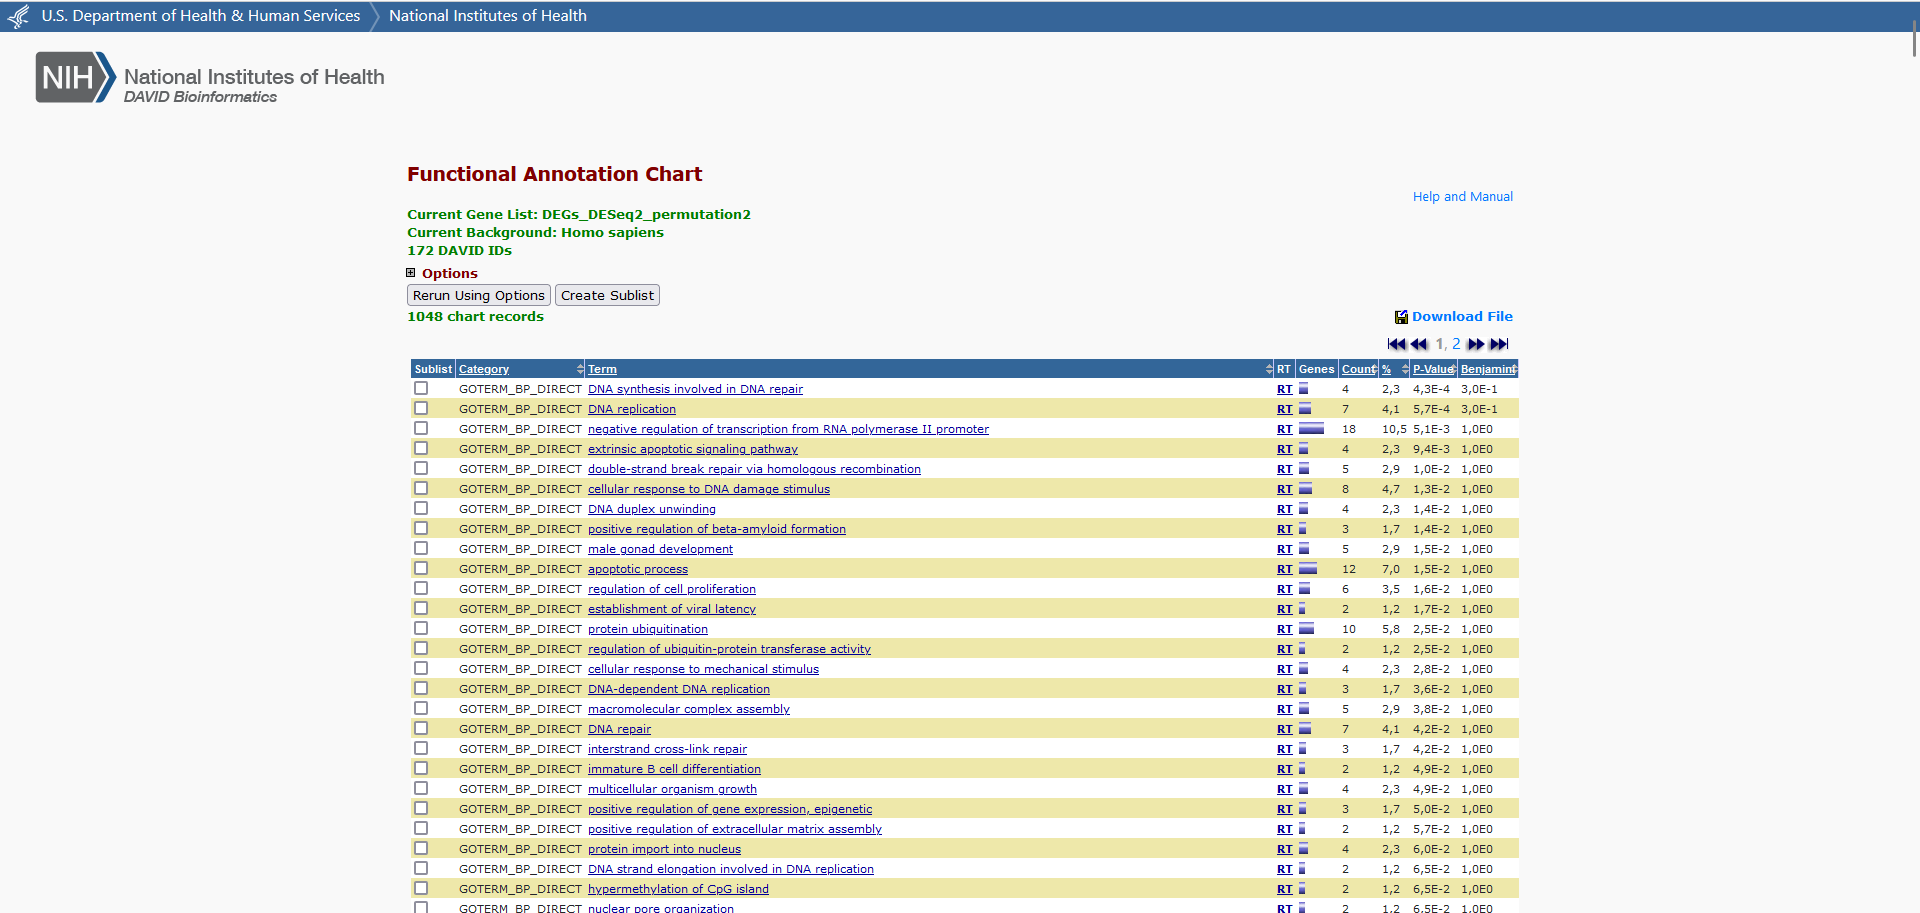 U.S. Department of Health & Human Services National Institutes of Health
NIH National Institutes of Health
DAVID Bioinformatics
Functional Annotation Chart
Help and Manual
Current Gene List: DEGs_DESeq2_permutation2
Current Background: Homo sapiens
172 DAVID IDs
Options
Rerun Using Options Create Sublist
1048 chart records Download File
1, 2
Sublist Category Term RT Genes Count % P-Value Benjamini
GOTERM_BP_DIRECT DNA synthesis involved in DNA repair RT 4 2,3 4,3E-4 3,0E-1
GOTERM_BP_DIRECT DNA replication RT 7 4,1 5,7E-4 3,0E-1
GOTERM_BP_DIRECT negative regulation of transcription from RNA polymerase II promoter RT 18 10,5 5,1E-3 1,0E0
GOTERM_BP_DIRECT extrinsic apoptotic signaling pathway RT 4 2,3 9,4E-3 1,0E0
GOTERM_BP_DIRECT double-strand break repair via homologous recombination RT 5 2,9 1,0E-2 1,0E0
GOTERM_BP_DIRECT cellular response to DNA damage stimulus RT 8 4,7 1,3E-2 1,0E0
GOTERM_BP_DIRECT DNA duplex unwinding RT 4 2,3 1,4E-2 1,0E0
GOTERM_BP_DIRECT positive regulation of beta-amyloid formation RT 3 1,7 1,4E-2 1,0E0
GOTERM_BP_DIRECT male gonad development RT 5 2,9 1,5E-2 1,0E0
GOTERM_BP_DIRECT apoptotic process RT 12 7,0 1,5E-2 1,0E0
GOTERM_BP_DIRECT regulation of cell proliferation RT 6 3,5 1,6E-2 1,0E0
GOTERM_BP_DIRECT establishment of viral latency RT 2 1,2 1,7E-2 1,0E0
GOTERM_BP_DIRECT protein ubiquitination RT 10 5,8 2,5E-2 1,0E0
GOTERM_BP_DIRECT regulation of ubiquitin-protein transferase activity RT 2 1,2 2,5E-2 1,0E0
GOTERM_BP_DIRECT cellular response to mechanical stimulus RT 4 2,3 2,8E-2 1,0E0
GOTERM_BP_DIRECT DNA-dependent DNA replication RT 3 1,7 3,6E-2 1,0E0
GOTERM_BP_DIRECT macromolecular complex assembly RT 5 2,9 3,8E-2 1,0E0
GOTERM_BP_DIRECT DNA repair RT 7 4,1 4,2E-2 1,0E0
GOTERM_BP_DIRECT interstrand cross-link repair RT 3 1,7 4,2E-2 1,0E0
GOTERM_BP_DIRECT immature B cell differentiation RT 2 1,2 4,9E-2 1,0E0
GOTERM_BP_DIRECT multicellular organism growth RT 4 2,3 4,9E-2 1,0E0
GOTERM_BP_DIRECT positive regulation of gene expression, epigenetic RT 3 1,7 5,0E-2 1,0E0
GOTERM_BP_DIRECT positive regulation of extracellular matrix assembly RT 2 1,2 5,7E-2 1,0E0
GOTERM_BP_DIRECT protein import into nucleus RT 4 2,3 6,0E-2 1,0E0
GOTERM_BP_DIRECT DNA strand elongation involved in DNA replication RT 2 1,2 6,5E-2 1,0E0
GOTERM_BP_DIRECT hypermethylation of CpG island RT 2 1,2 6,5E-2 1,0E0
GOTERM_BP_DIRECT nuclear pore organization RT 2 1,2 6,5E-2 1,0E0